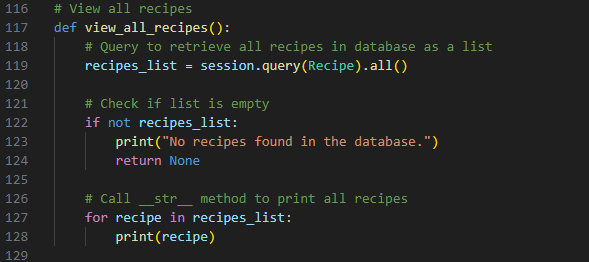 116 # View all recipes
117 def view_all_recipes():
118     # Query to retrieve all recipes in database as a list
119     recipes_list = session.query(Recipe).all()
120
121     # Check if list is empty
122     if not recipes_list:
123         print("No recipes found in the database.")
124         return None
125
126     # Call __str__ method to print all recipes
127     for recipe in recipes_list:
128         print(recipe)
129